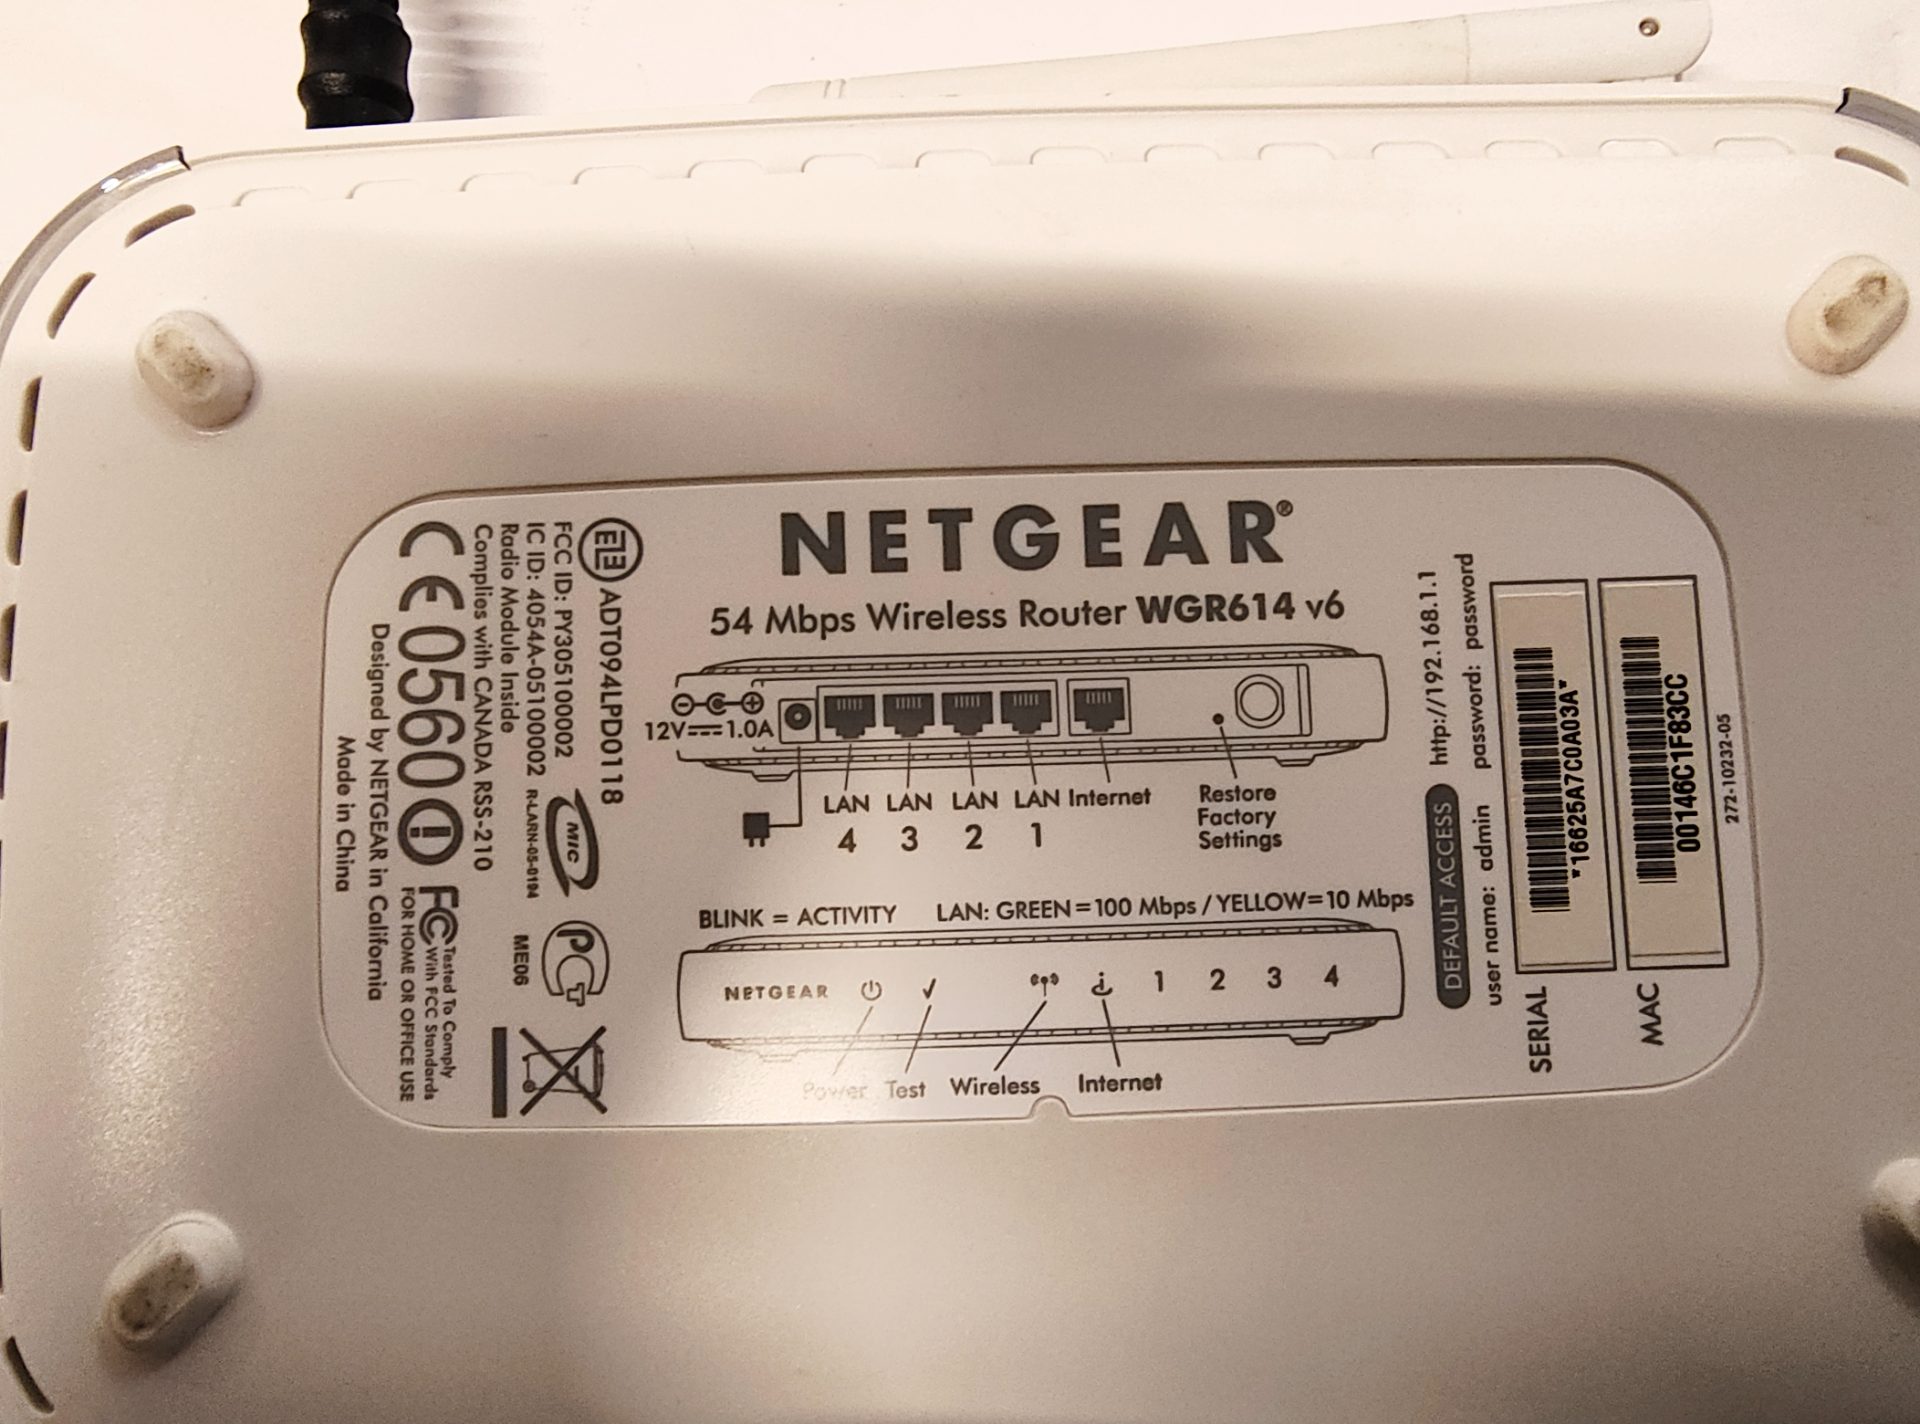 NETGEAR®
54 Mbps Wireless Router WGR614 v6
12V 1.0A
LAN LAN LAN LAN Internet
4 3 2 1
Restore
Factory
Settings
BLINK = ACTIVITY LAN: GREEN=100 Mbps / YELLOW=10 Mbps
NETGEAR 1 2 3 4
Power Test Wireless Internet
ADT094LPD0118
FCC ID: PY305100002
IC ID: 4054A-05100002
R-LARN-05-0194
Radio Module Inside
Complies with CANADA RSS-210
MIC
ME06
CE0560
FC Tested To Comply
With FCC Standards
FOR HOME OR OFFICE USE
Designed by NETGEAR in California
Made in China
DEFAULT ACCESS http://192.168.1.1
user name: admin password: password
SERIAL
*16625A7C0A03A*
MAC
00146C1F83CC
272-10232-05